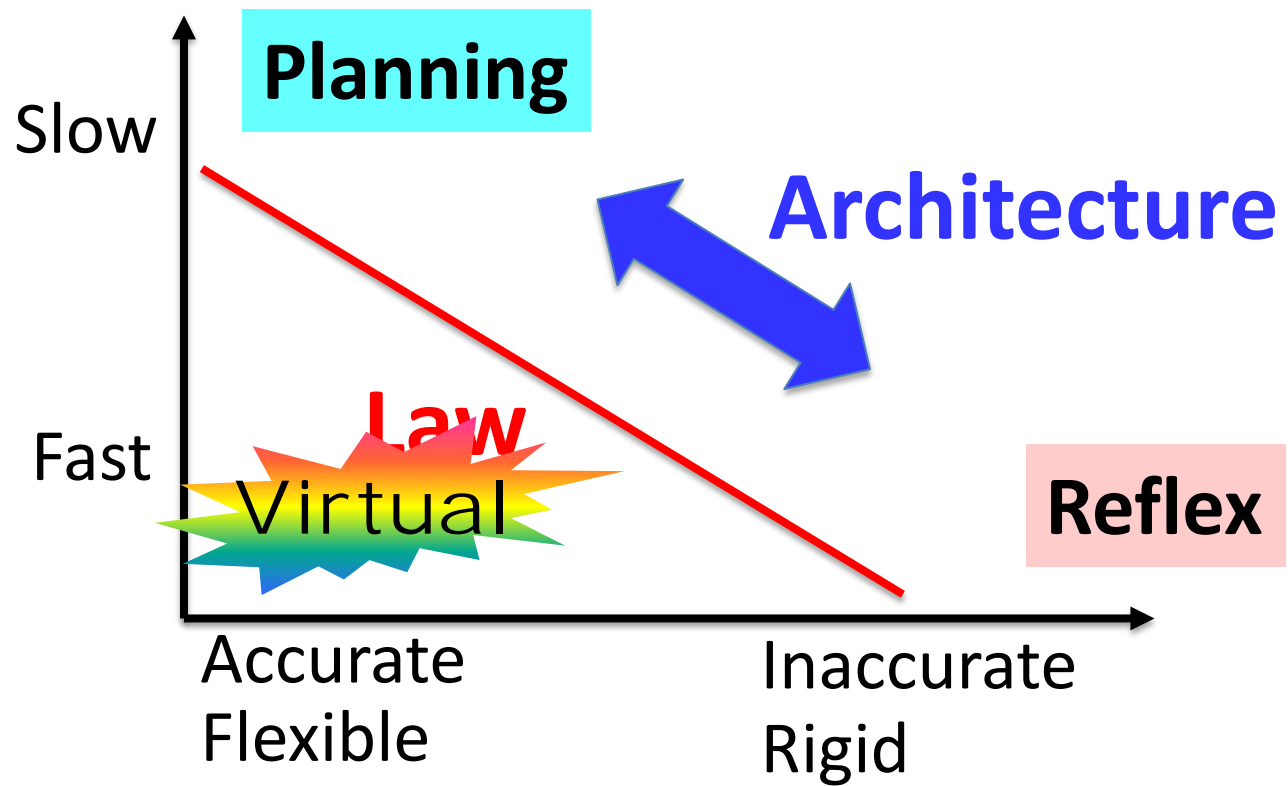 Planning
Slow
Architecture
Law
Fast
Virtual
Reflex
Accurate
Flexible
Inaccurate
Rigid